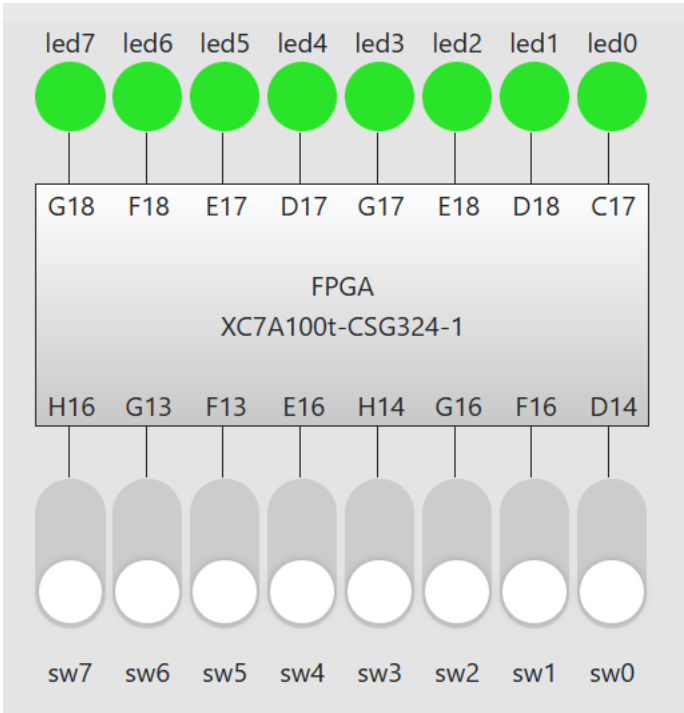 led7 led6 led5 led4 led3 led2 led1 led0
G18 F18 E17 D17 G17 E18 D18 C17
FPGA
XC7A100t-CSG324-1
H16 G13 F13 E16 H14 G16 F16 D14
sw7 sw6 sw5 sw4 sw3 sw2 sw1 sw0